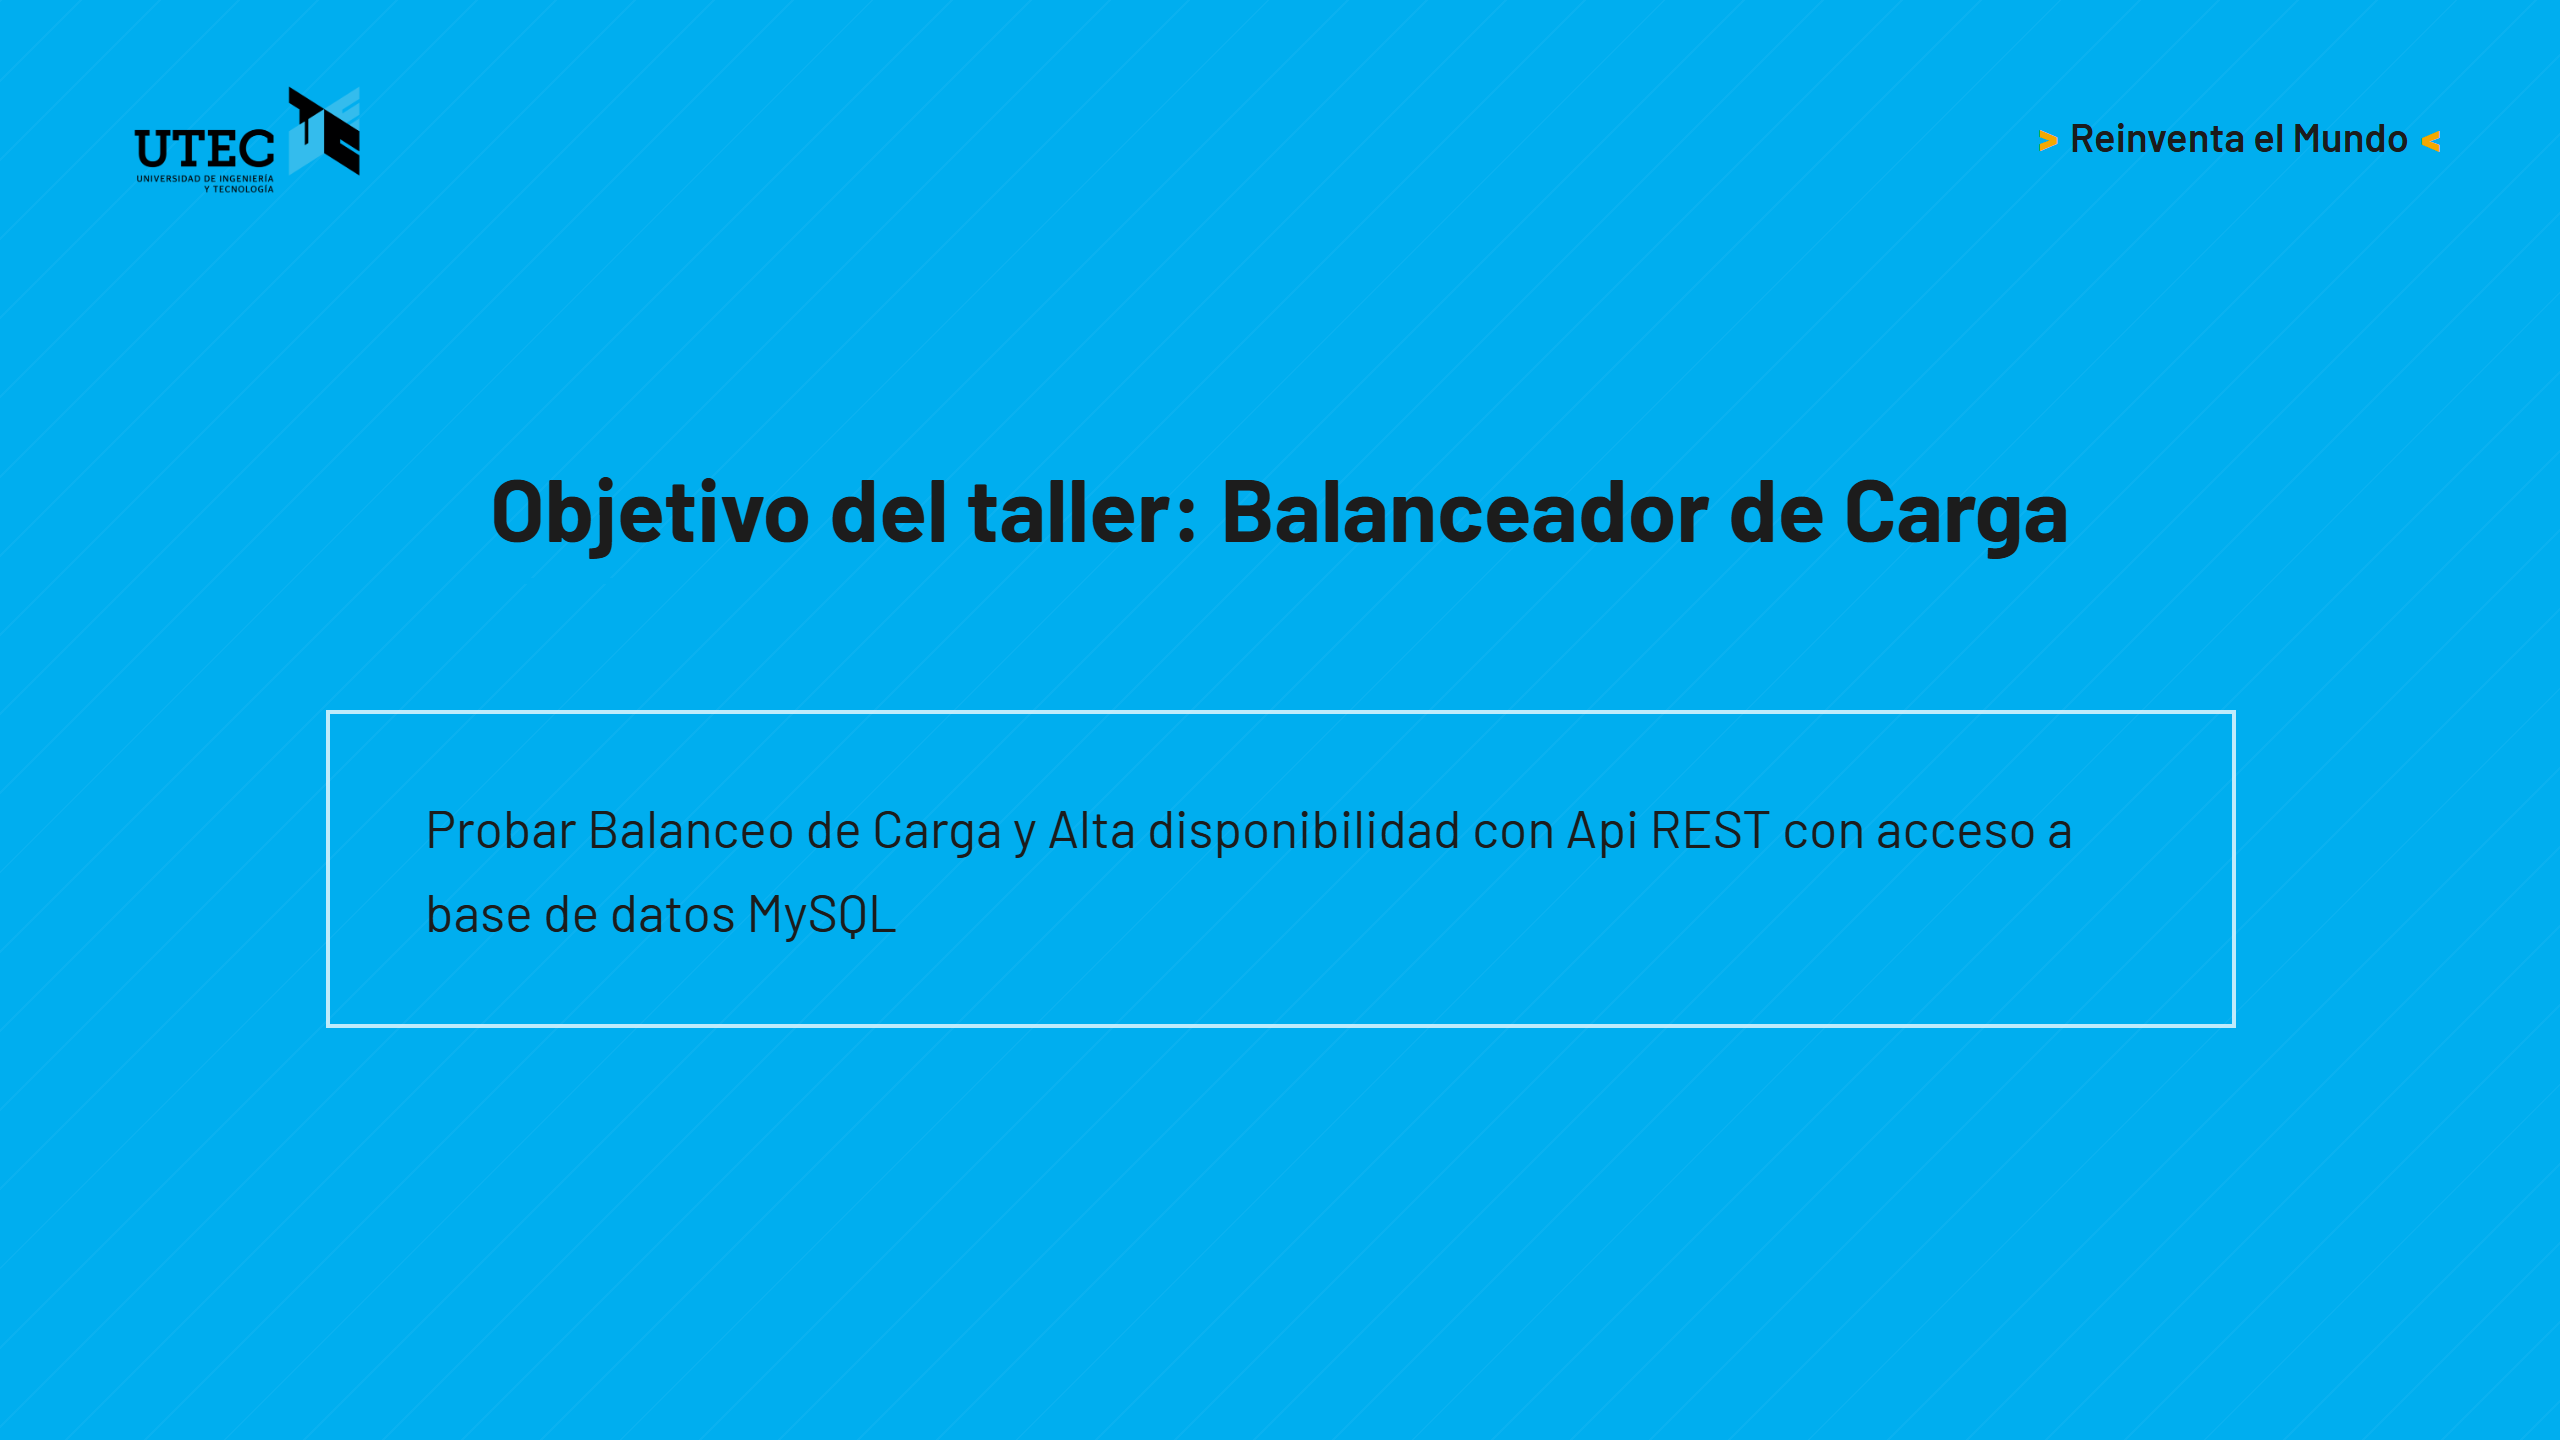 UTEC
UNIVERSIDAD DE INGENIERÍA
Y TECNOLOGÍA
> Reinventa el Mundo <
Objetivo del taller: Balanceador de Carga
Probar Balanceo de Carga y Alta disponibilidad con Api REST con acceso a
base de datos MySQL